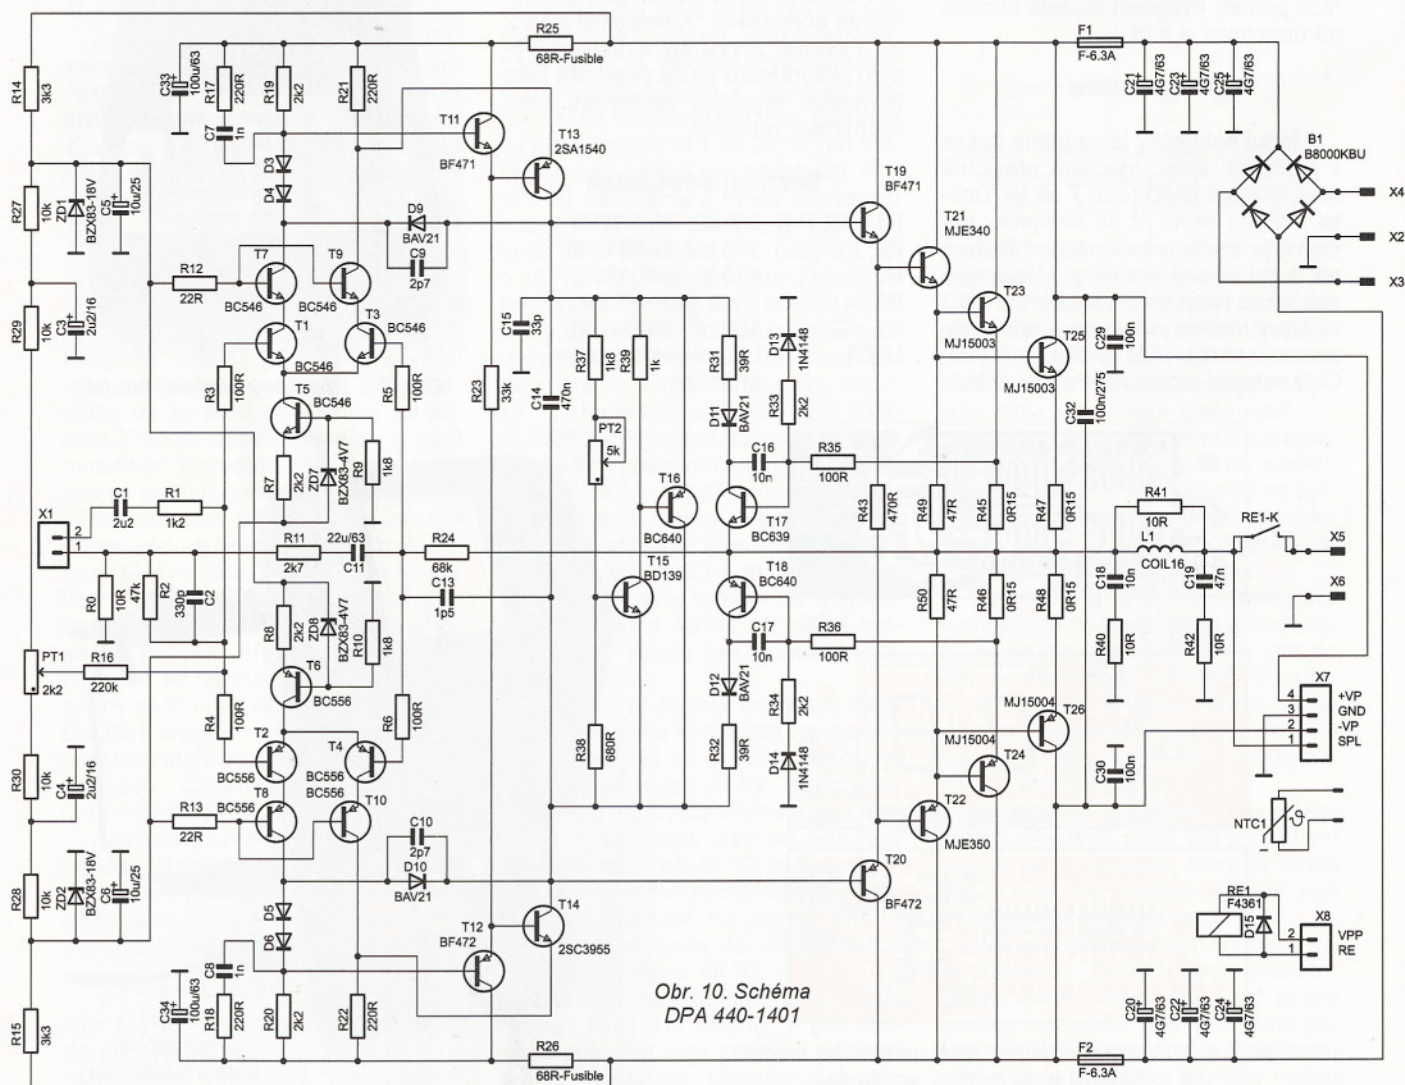 R14
3k3
C33
100u/63
R17
220R
R19
2k2
R21
220R
C7
1n
R25
68R-Fusible
F1
F-6.3A
C21
4G7/63
C23
4G7/63
C25
4G7/63
B1
B8000KBU
X4
X2
X3
T11
BF471
T13
2SA1540
D3
D4
R27
10k
ZD1
BZX83-18V
C5
10u/25
D9
BAV21
C9
2p7
T19
BF471
T21
MJE340
R12
22R
T7
BC546
T9
BC546
R29
10k
C3
2u2/16
T1
BC546
T3
BC546
T23
MJ15003
T25
MJ15003
C29
100n
C32
100n/275
C15
33p
R37
1k8
R39
1k
R31
39R
D13
1N4148
R3
100R
R5
100R
T5
BC546
R23
33k
C14
470n
D11
BAV21
R33
2k2
R7
2k2
ZD7
BZX83-4V7
R9
1k8
PT2
5k
C16
10n
R35
100R
T16
BC640
T17
BC639
R43
470R
R49
47R
R45
0R15
R47
0R15
R41
10R
RE1-K
X1
2
1
C1
2u2
R1
1k2
R11
2k7
22u/63
C11
R24
68k
L1
COIL16
X5
X6
C13
1p5
T15
BD139
T18
BC640
R50
47R
R46
0R15
R48
0R15
C18
10n
C19
47n
R40
10R
R42
10R
R0
10R
47k
R2
330p
C2
R8
2k2
ZD8
BZX83-4V7
R10
1k8
C17
10n
R36
100R
PT1
2k2
R16
220k
T6
BC556
D12
BAV21
R34
2k2
X7
4
3
2
1
+VP
GND
-VP
SPL
R4
100R
R6
100R
T2
BC556
T4
BC556
BC556
R38
680R
R32
39R
D14
1N4148
MJ15004
T26
MJ15004
T24
C30
100n
R30
10k
C4
2u2/16
R13
22R
BC556
T8
T10
T22
MJE350
NTC1
ϑ
C10
2p7
D10
BAV21
T20
BF472
R28
10k
ZD2
BZX83-18V
C6
10u/25
D5
D6
T12
BF472
T14
2SC3955
RE1
F4361
D15
X8
2
1
VPP
RE
C8
1n
C34
100u/63
R18
220R
R20
2k2
R22
220R
R15
3k3
Obr. 10. Schéma
DPA 440-1401
C20
4G7/63
C22
4G7/63
C24
4G7/63
R26
68R-Fusible
F2
F-6.3A